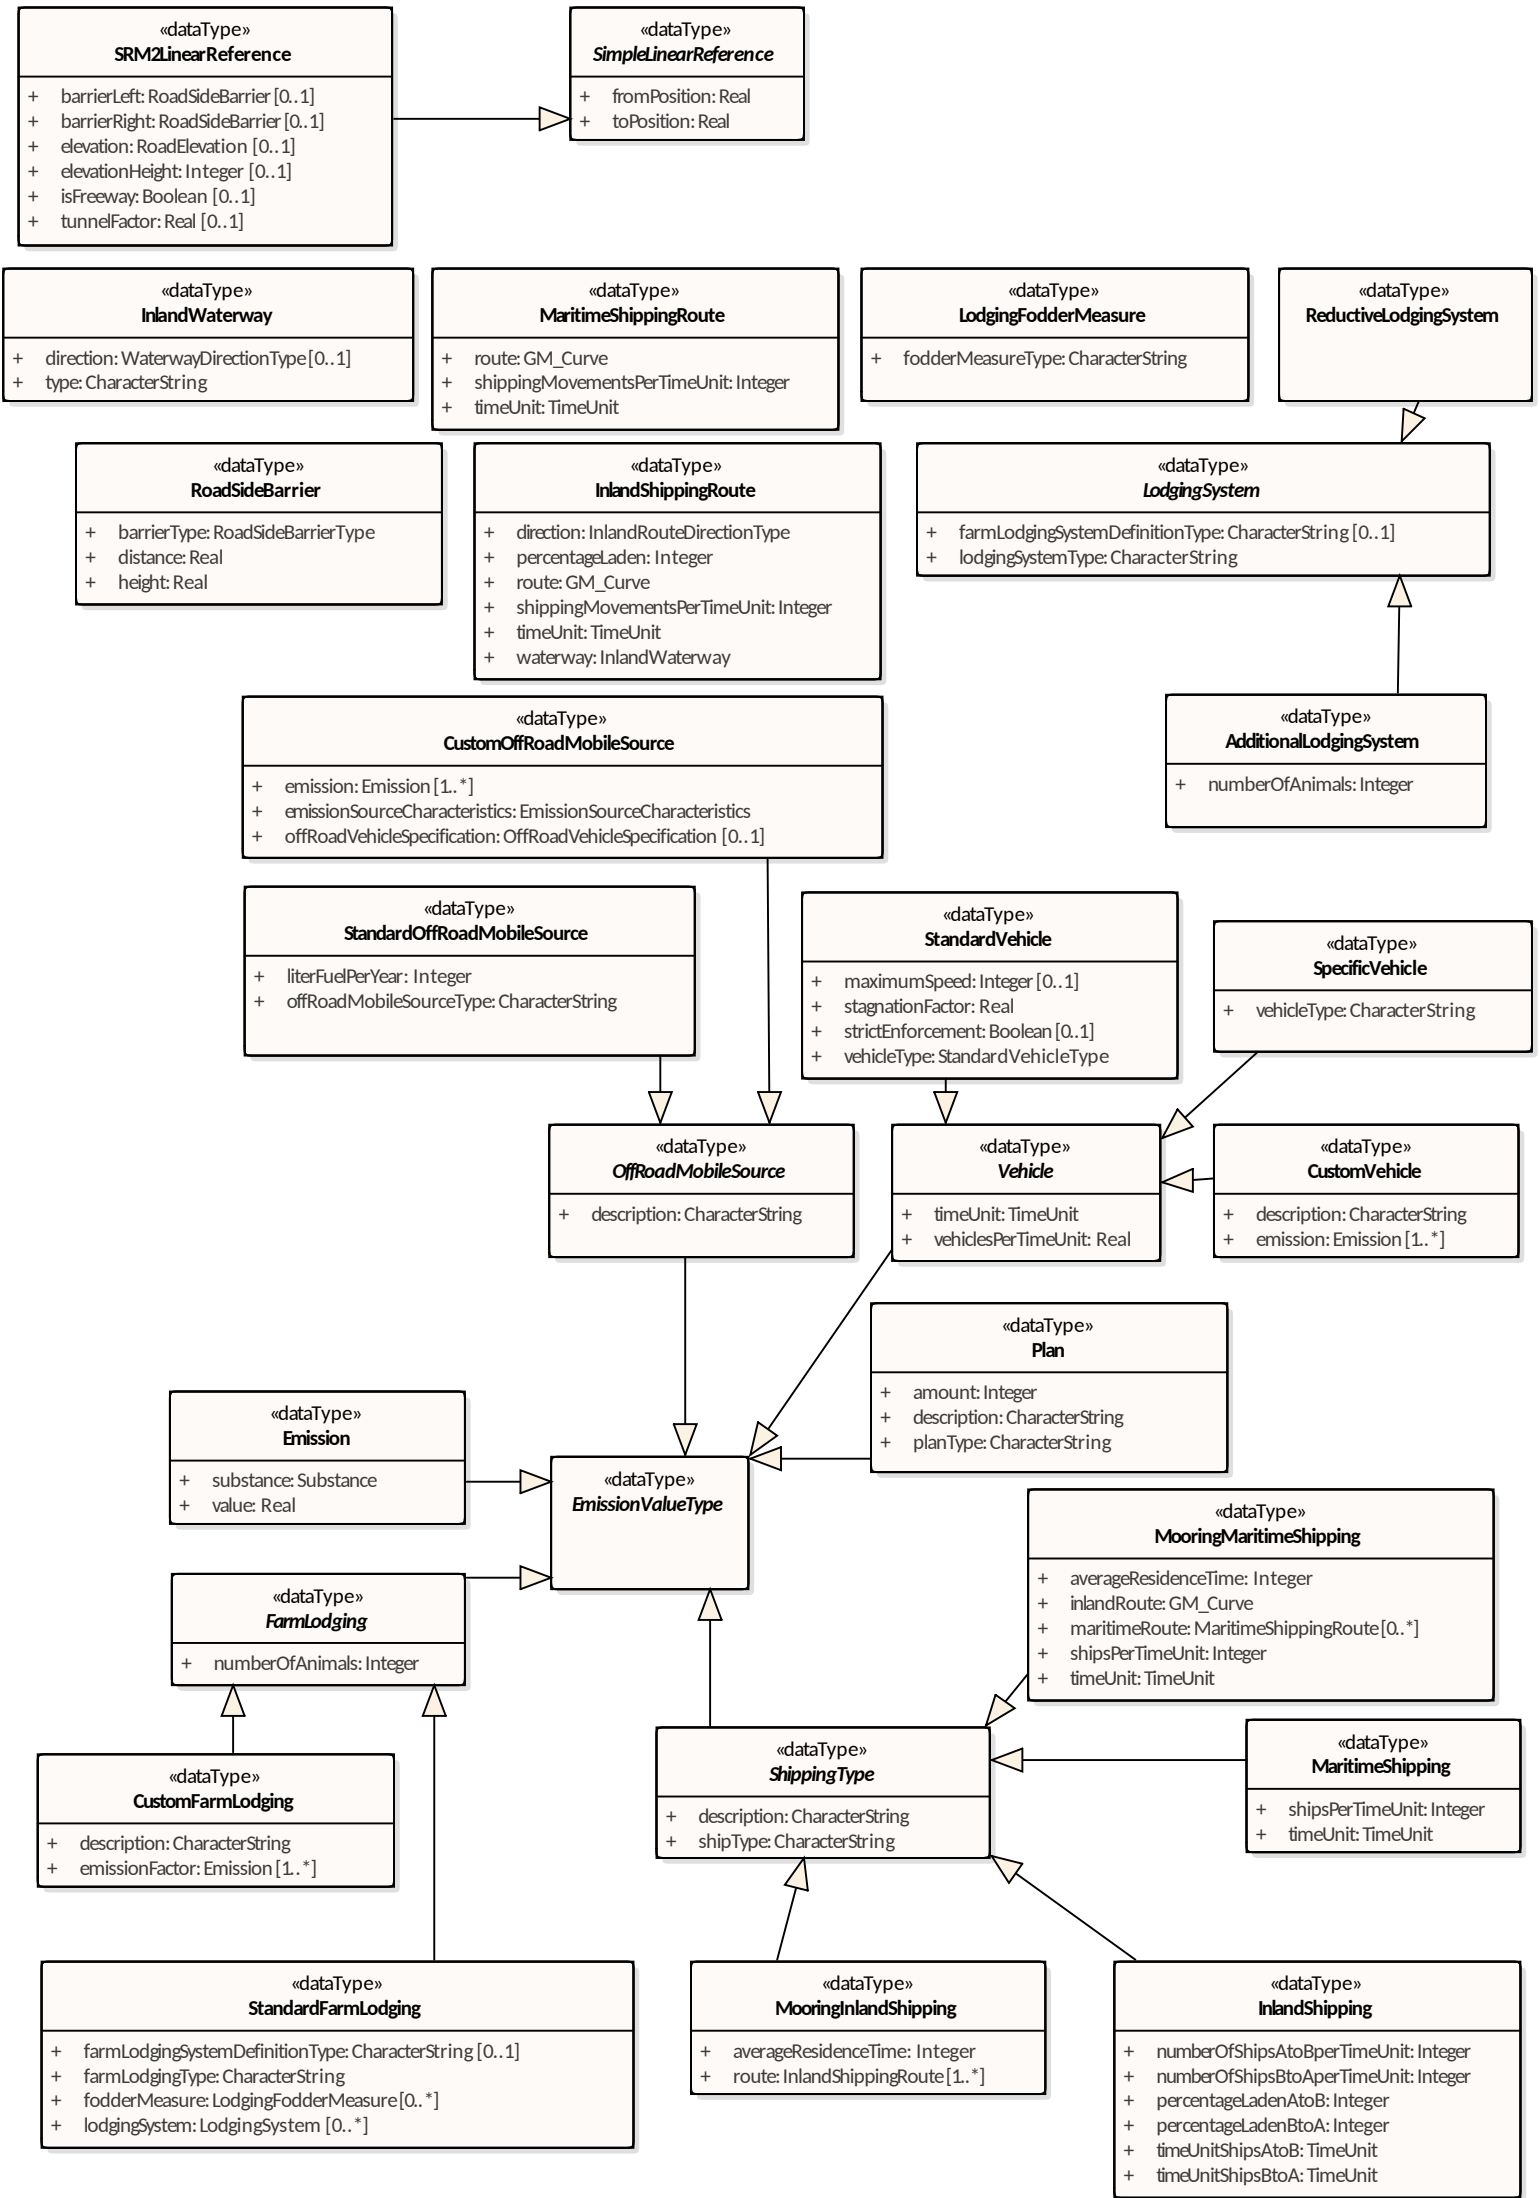 «dataType»
SRM2LinearReference
+ barrierLeft: RoadSideBarrier [0..1]
+ barrierRight: RoadSideBarrier [0..1]
+ elevation: RoadElevation [0..1]
+ elevationHeight: Integer [0..1]
+ isFreeway: Boolean [0..1]
+ tunnelFactor: Real [0..1]
«dataType»
SimpleLinearReference
+ fromPosition: Real
+ toPosition: Real
«dataType»
InlandWaterway
+ direction: WaterwayDirectionType [0..1]
+ type: CharacterString
«dataType»
MaritimeShippingRoute
+ route: GM_Curve
+ shippingMovementsPerTimeUnit: Integer
+ timeUnit: TimeUnit
«dataType»
LodgingFodderMeasure
+ fodderMeasureType: CharacterString
«dataType»
ReductiveLodgingSystem
«dataType»
RoadSideBarrier
+ barrierType: RoadSideBarrierType
+ distance: Real
+ height: Real
«dataType»
InlandShippingRoute
+ direction: InlandRouteDirectionType
+ percentageLaden: Integer
+ route: GM_Curve
+ shippingMovementsPerTimeUnit: Integer
+ timeUnit: TimeUnit
+ waterway: InlandWaterway
«dataType»
LodgingSystem
+ farmLodgingSystemDefinitionType: CharacterString [0..1]
+ lodgingSystemType: CharacterString
«dataType»
CustomOffRoadMobileSource
+ emission: Emission [1..*]
+ emissionSourceCharacteristics: EmissionSourceCharacteristics
+ offRoadVehicleSpecification: OffRoadVehicleSpecification [0..1]
«dataType»
AdditionalLodgingSystem
+ numberOfAnimals: Integer
«dataType»
StandardOffRoadMobileSource
+ literFuelPerYear: Integer
+ offRoadMobileSourceType: CharacterString
«dataType»
StandardVehicle
+ maximumSpeed: Integer [0..1]
+ stagnationFactor: Real
+ strictEnforcement: Boolean [0..1]
+ vehicleType: StandardVehicleType
«dataType»
SpecificVehicle
+ vehicleType: CharacterString
«dataType»
OffRoadMobileSource
+ description: CharacterString
«dataType»
Vehicle
+ timeUnit: TimeUnit
+ vehiclesPerTimeUnit: Real
«dataType»
CustomVehicle
+ description: CharacterString
+ emission: Emission [1..*]
«dataType»
Plan
+ amount: Integer
+ description: CharacterString
+ planType: CharacterString
«dataType»
Emission
+ substance: Substance
+ value: Real
«dataType»
EmissionValueType
«dataType»
MooringMaritimeShipping
+ averageResidenceTime: Integer
+ inlandRoute: GM_Curve
+ maritimeRoute: MaritimeShippingRoute [0..*]
+ shipsPerTimeUnit: Integer
+ timeUnit: TimeUnit
«dataType»
FarmLodging
+ numberOfAnimals: Integer
«dataType»
ShippingType
+ description: CharacterString
+ shipType: CharacterString
«dataType»
MaritimeShipping
+ shipsPerTimeUnit: Integer
+ timeUnit: TimeUnit
«dataType»
CustomFarmLodging
+ description: CharacterString
+ emissionFactor: Emission [1..*]
«dataType»
StandardFarmLodging
+ farmLodgingSystemDefinitionType: CharacterString [0..1]
+ farmLodgingType: CharacterString
+ fodderMeasure: LodgingFodderMeasure [0..*]
+ lodgingSystem: LodgingSystem [0..*]
«dataType»
MooringInlandShipping
+ averageResidenceTime: Integer
+ route: InlandShippingRoute [1..*]
«dataType»
InlandShipping
+ numberOfShipsAtoBperTimeUnit: Integer
+ numberOfShipsBtoAperTimeUnit: Integer
+ percentageLadenAtoB: Integer
+ percentageLadenBtoA: Integer
+ timeUnitShipsAtoB: TimeUnit
+ timeUnitShipsBtoA: TimeUnit